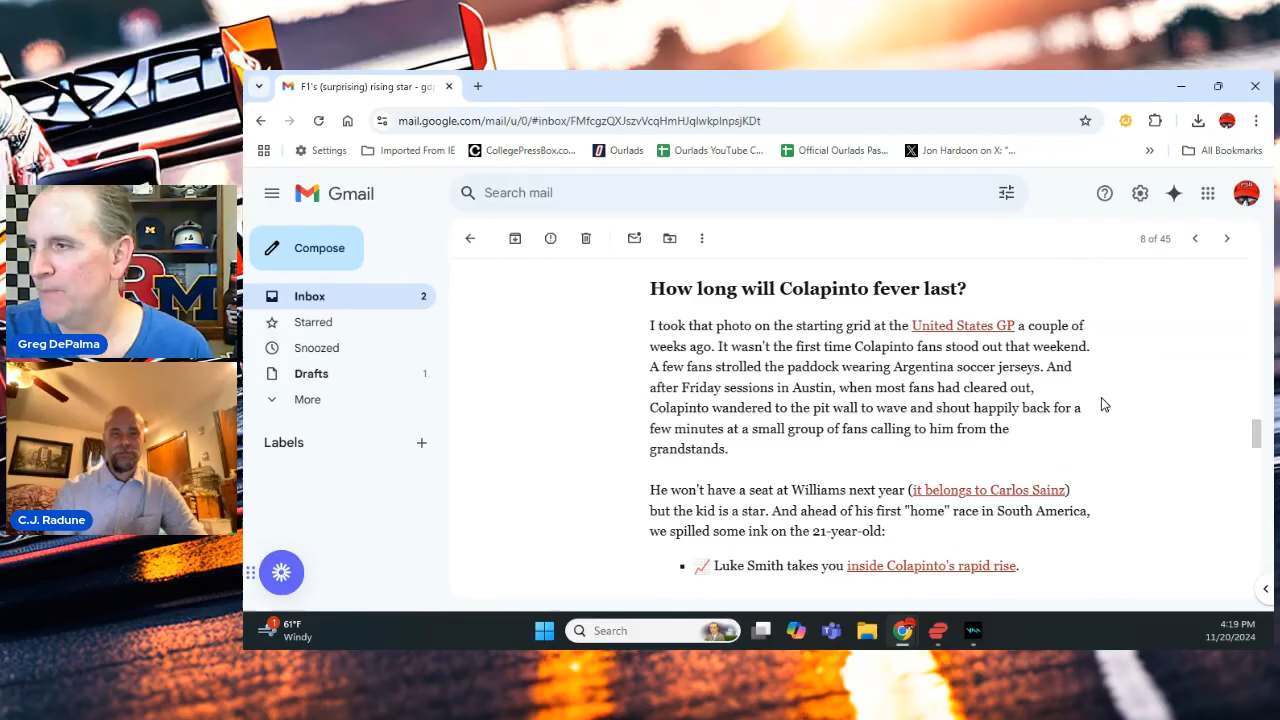 F1's (surprising) rising star - gdp
mail.google.com/mail/u/0/#inbox/FMfcgzQXJszvVcqHmHJqlwkplnpsjKDt
Settings
Imported From IE
CollegePressBox.co...
Ourlads
Ourlads YouTube C...
Official Ourlady Pas...
Jon Hardoon on X: "...
All Bookmarks
Gmail
Search mail
Compose
8 of 45
Inbox 2
Starred
Snoozed
Drafts 1
More
Labels
How long will Colapinto fever last?
I took that photo on the starting grid at the United States GP a couple of
weeks ago. It wasn't the first time Colapinto fans stood out that weekend.
A few fans strolled the paddock wearing Argentina soccer jerseys. And
after Friday sessions in Austin, when most fans had cleared out,
Colapinto wandered to the pit wall to wave and shout happily back for a
few minutes at a small group of fans calling to him from the
grandstands.
He won't have a seat at Williams next year (it belongs to Carlos Sainz)
but the kid is a star. And ahead of his first "home" race in South America,
we spilled some ink on the 21-year-old:
Luke Smith takes you inside Colapinto's rapid rise.
Greg DePalma
C.J. Radune
M
R M
1
61°F
Windy
Search
4:19 PM
11/20/2024